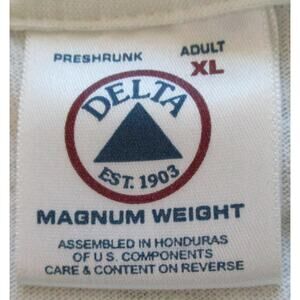 PRESHRUNK
ADULT
XL
DELTA
EST. 1903
MAGNUM WEIGHT
ASSEMBLED IN HONDURAS
OF U.S. COMPONENTS
CARE & CONTENT ON REVERSE